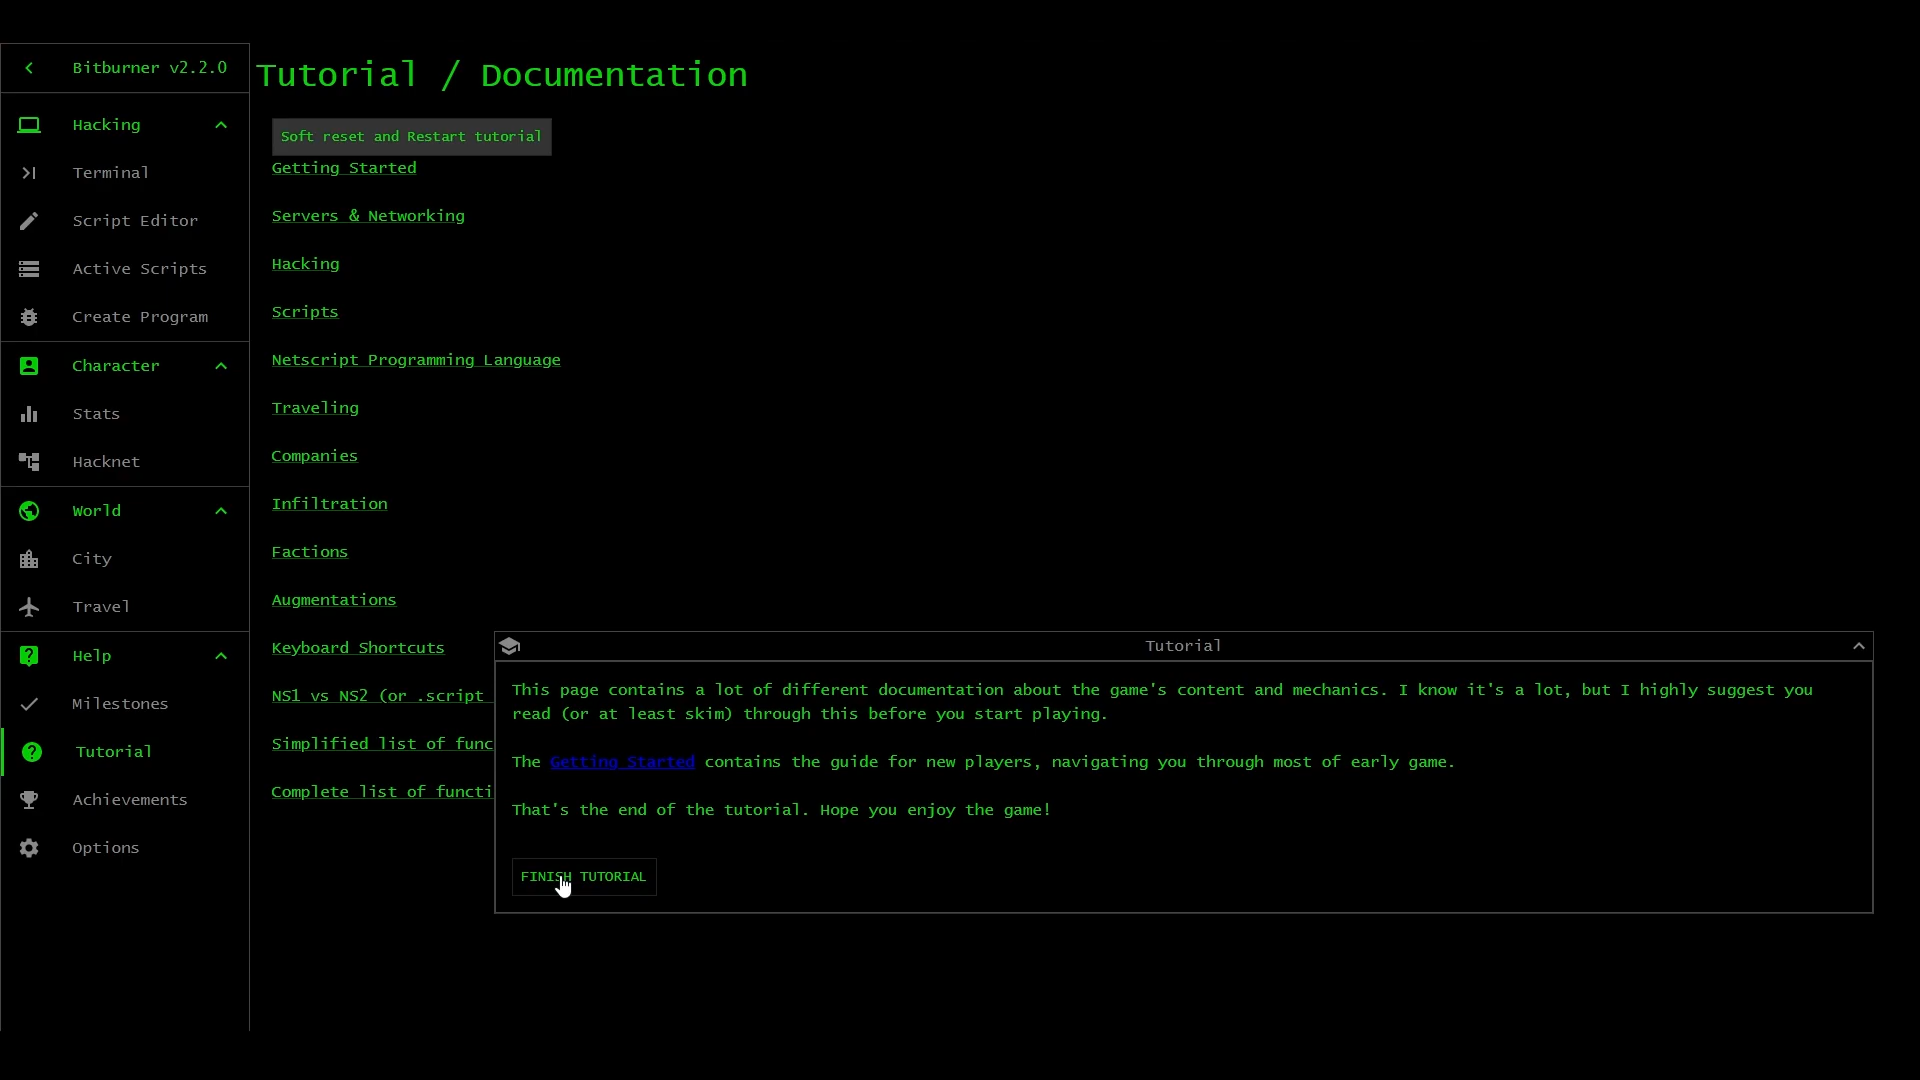 Bitburner v2.2.0
Hacking
Terminal
Script Editor
Active Scripts
Create Program
Character
Stats
Hacknet
World
City
Travel
Help
Milestones
Tutorial
Achievements
Options
Tutorial / Documentation
Soft reset and Restart tutorial
Getting Started
Servers & Networking
Hacking
Scripts
Netscript Programming Language
Traveling
Companies
Infiltration
Factions
Augmentations
Keyboard Shortcuts
NS1 vs NS2 (or .script
Simplified list of func
Complete list of functi
Tutorial
This page contains a lot of different documentation about the game's content and mechanics. I know it's a lot, but I highly suggest you
read (or at least skim) through this before you start playing.
The Getting Started contains the guide for new players, navigating you through most of early game.
That's the end of the tutorial. Hope you enjoy the game!
FINISH TUTORIAL